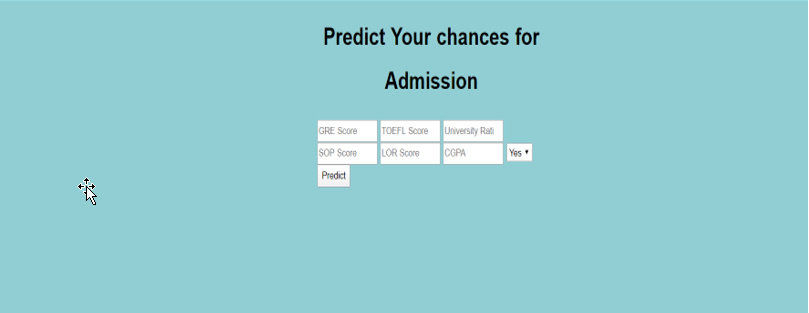 Predict Your chances for
Admission
GRE Score TOEFL Score University Rati
SOP Score LOR Score CGPA Yes
Predict